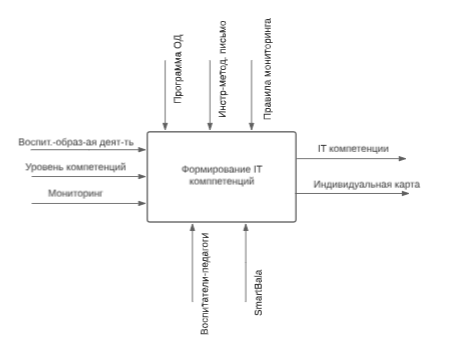 Программа ОД
Инстр-метод. письмо
Правила мониторинга
Воспит.-образ-ая деят-ть
Уровень компетенций
Мониторинг
Формирование IT
комппетенций
IT компетенции
Индивидуальная карта
Воспитатели-педагоги
SmartBala